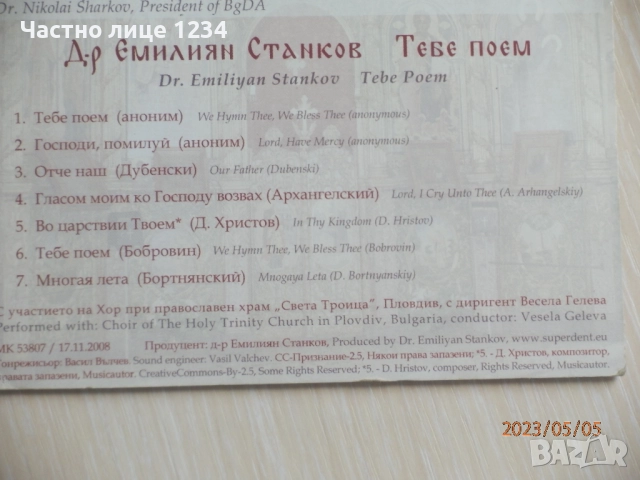 Dr. Nikolai Sharkov, President of BgDA
Частно лице 1234
Д-р Емилиян Станков Тебе поем
Dr. Emiliyan Stankov Tebe Poem
1. Тебе поем (аноним) We Hymn Thee, We Bless Thee (anonymous)
2. Господи, помилуй (аноним) Lord, Have Mercy (anonymous)
3. Отче наш (Дубенски) Our Father (Dubenski)
4. Гласом моим ко Господу возвах (Архангелский) Lord, I Cry Unto Thee (A. Arhangelskiy)
5. Во царствии Твоем* (Д. Христов) In Thy Kingdom (D. Hristov)
6. Тебе поем (Бобровин) We Hymn Thee, We Bless Thee (Bobrovin)
7. Многая лета (Бортнянский) Mnogaya Leta (D. Bortnyanskiy)
С участието на Хор при православен храм „Света Троица", Пловдив, с диригент Весела Гелева
Performed with: Choir of The Holy Trinity Church in Plovdiv, Bulgaria, conductor: Vesela Geleva
МК 53807 / 17.11.2008 Продуцент: д-р Емилиян Станков, Produced by Dr. Emiliyan Stankov, www.superdent.eu
Тонрежисьор: Васил Вълчев. Sound engineer: Vasil Valchev. СС-Признание-2.5, Някои права запазени; *5. - Д. Христов, композитор,
правата запазени, Musicautor. CreativeCommons-By-2.5, Some Rights Reserved; *5. - D. Hristov, composer, Rights Reserved, Musicautor.
2023/05/05
BAZAR